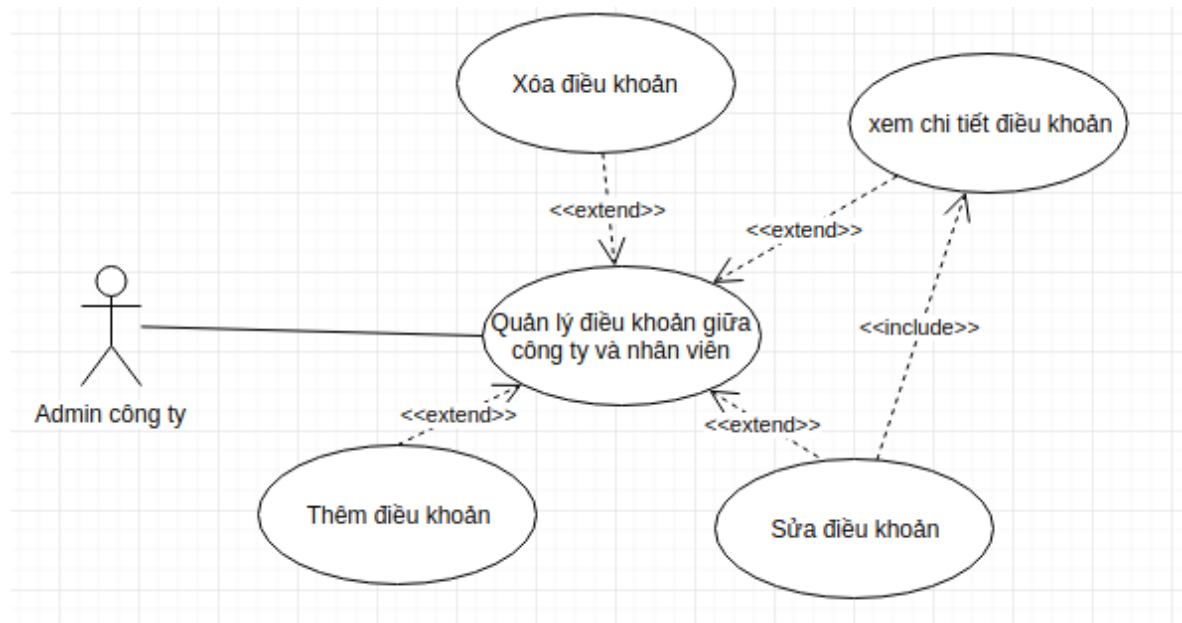 Xóa điều khoản
xem chi tiết điều khoản
<<extend>>
<<extend>>
Quản lý điều khoản giữa
công ty và nhân viên
<<include>>
Admin công ty
<<extend>>
<<extend>>
Thêm điều khoản
Sửa điều khoản